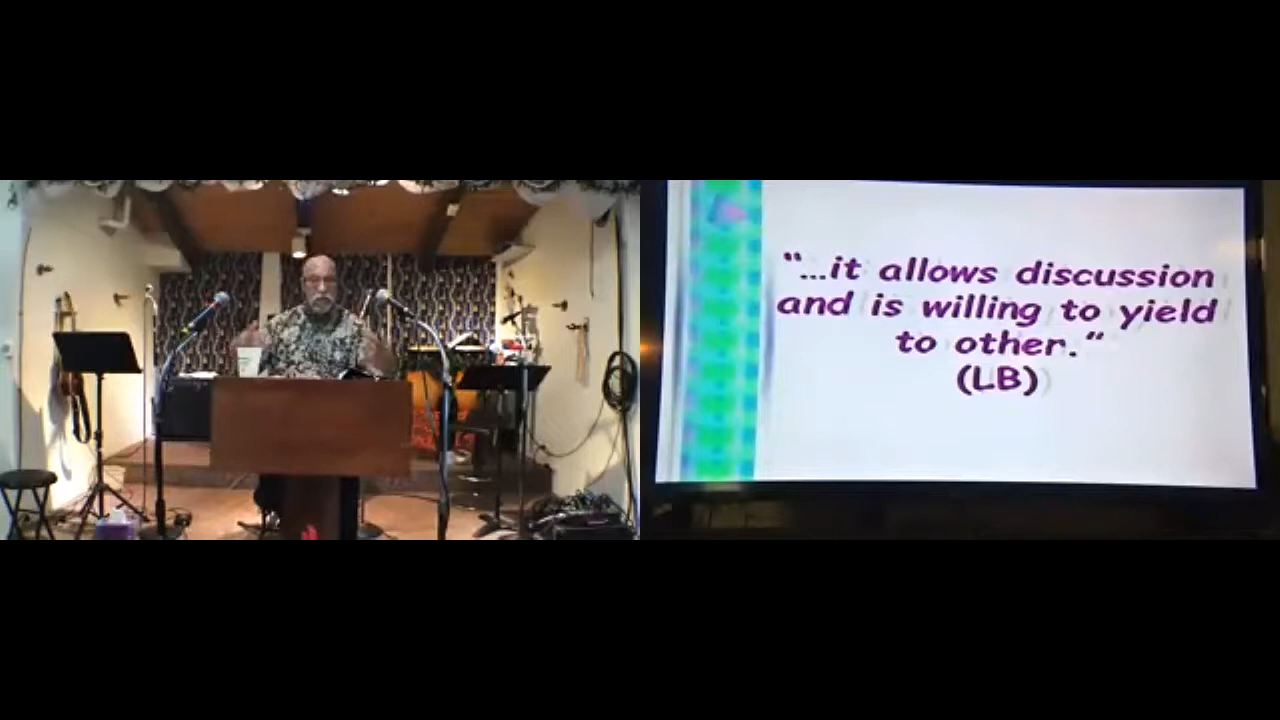 “...it allows discussion
and is willing to yield
to other.”
(LB)